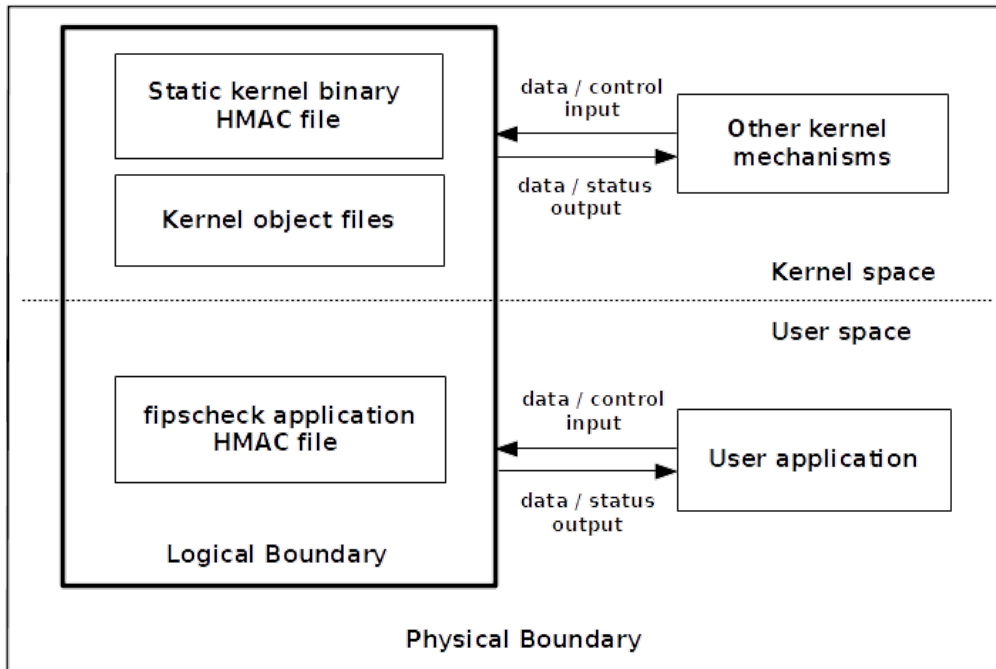 Static kernel binary
HMAC file
Kernel object files
data / control
input
data / status
output
Other kernel
mechanisms
Kernel space
User space
fipscheck application
HMAC file
data / control
input
data / status
output
User application
Logical Boundary
Physical Boundary